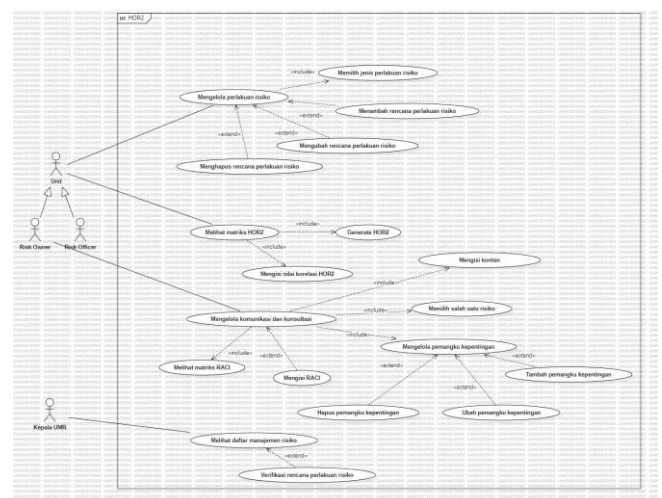 uc HOR2
«include»
Memilih jenis perlakuan risiko
Mengelola perlakuan risiko
Menambah rencana perlakuan risiko
«extend»
«extend»
«extend»
Mengubah rencana perlakuan risiko
Menghapus rencana perlakuan risiko
Unit
Risk Owner
Risk Officer
Melihat matriks HOR2
«include»
Generate HOR2
«include»
Mengisi nilai korelasi HOR2
Mengisi konten
«include»
Memilih salah satu risiko
«include»
Mengelola komunikasi dan konsultasi
«include»
Mengelola pemangku kepentingan
«include»
«extend»
«extend»
Melihat matriks RACI
Mengisi RACI
Tambah pemangku kepentingan
«extend»
«extend»
Hapus pemangku kepentingan
Ubah pemangku kepentingan
Kepala UMR
Melihat daftar manajemen risiko
«extend»
Verifikasi rencana perlakuan risiko